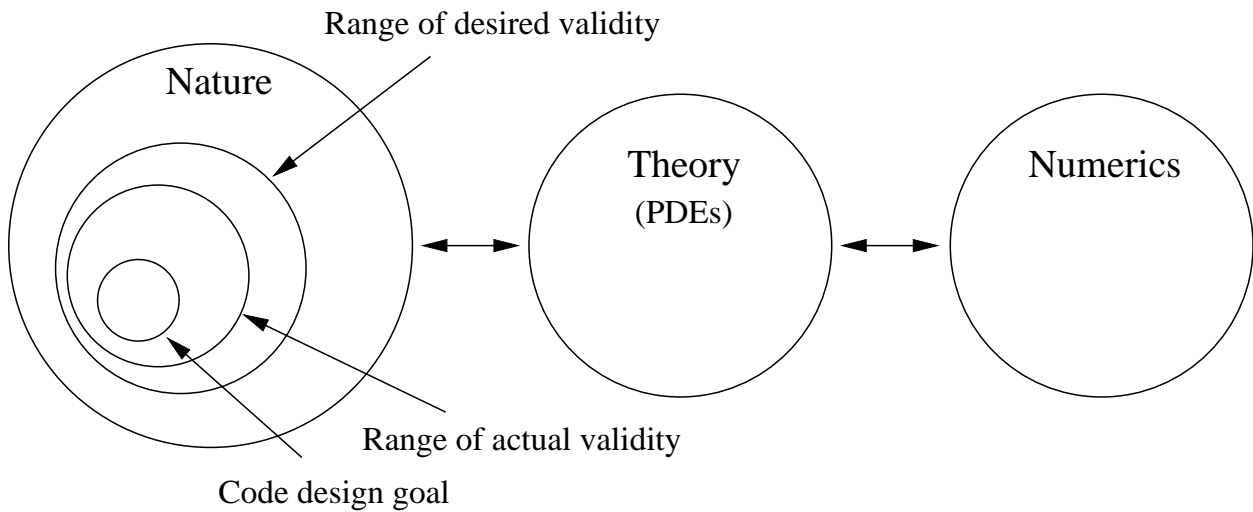 Range of desired validity
Nature
Theory
(PDEs)
Numerics
Range of actual validity
Code design goal